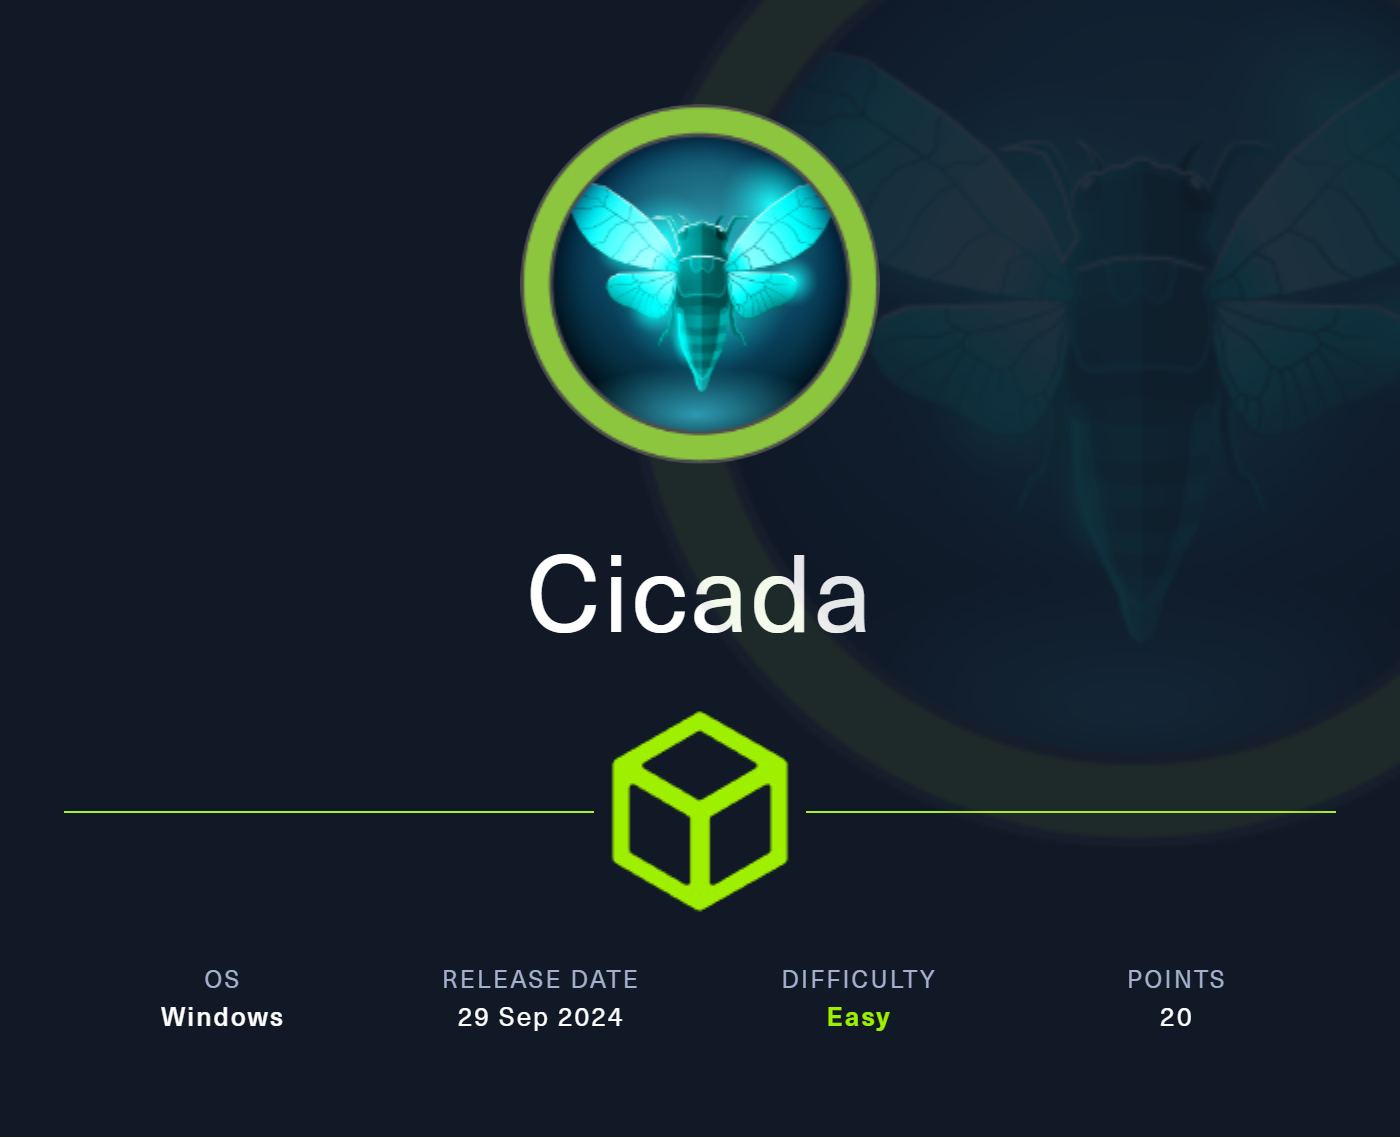 Cicada
OS
RELEASE DATE
DIFFICULTY
POINTS
Windows
29 Sep 2024
Easy
20